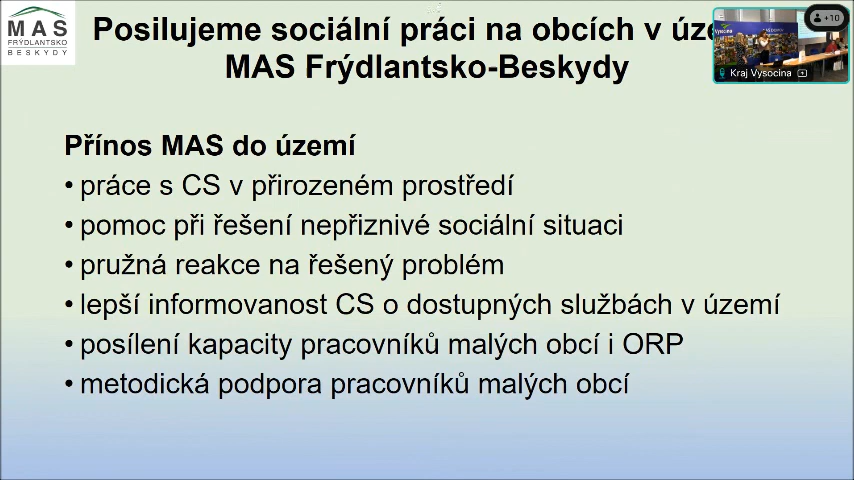 MAS
FRÝDLANTSKO
BESKYDY
Posilujeme sociální práci na obcích v
MAS Frýdlantsko-Beskydy
+10
Kraj Vysocina
Přínos MAS do území
• práce s CS v přirozeném prostředí
• pomoc při řešení nepřiznivé sociální situaci
• pružná reakce na řešený problém
• lepší informovanost CS o dostupných službách v území
• posílení kapacity pracovníků malých obcí i ORP
• metodická podpora pracovníků malých obcí